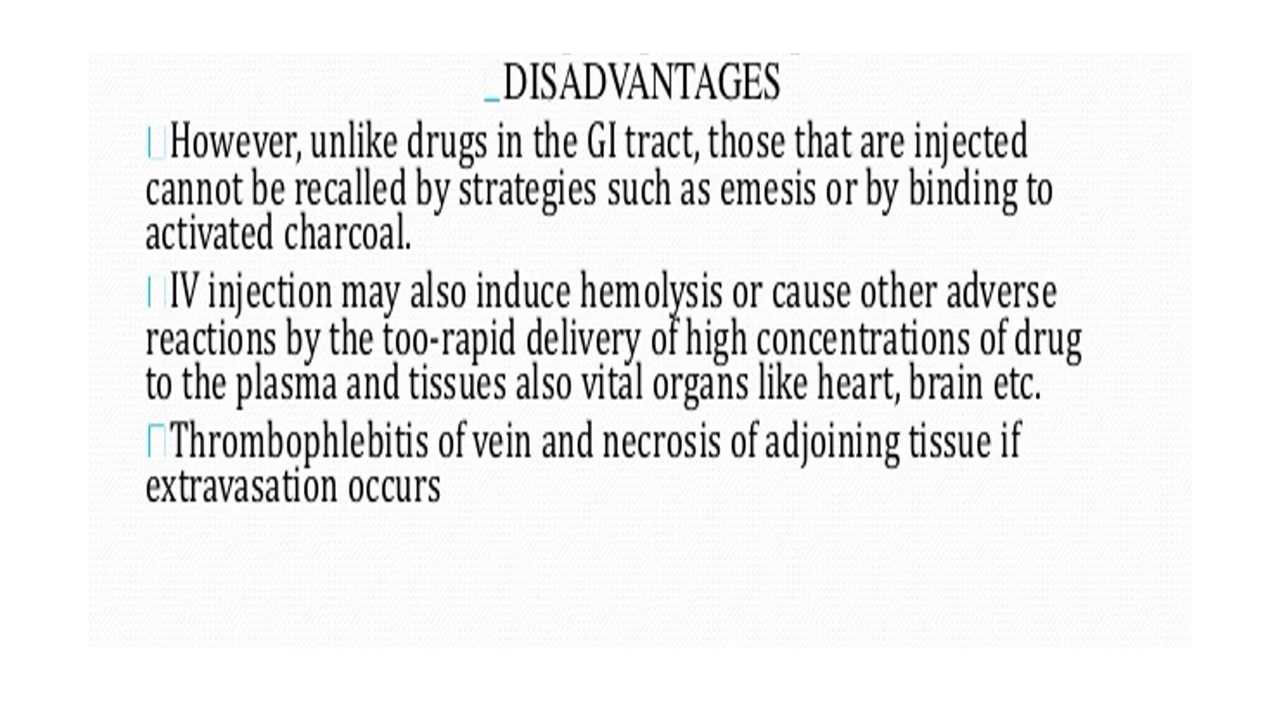 _DISADVANTAGES
However, unlike drugs in the GI tract, those that are injected
cannot be recalled by strategies such as emesis or by binding to
activated charcoal.
IV injection may also induce hemolysis or cause other adverse
reactions by the too-rapid delivery of high concentrations of drug
to the plasma and tissues also vital organs like heart, brain etc.
Thrombophlebitis of vein and necrosis of adjoining tissue if
extravasation occurs